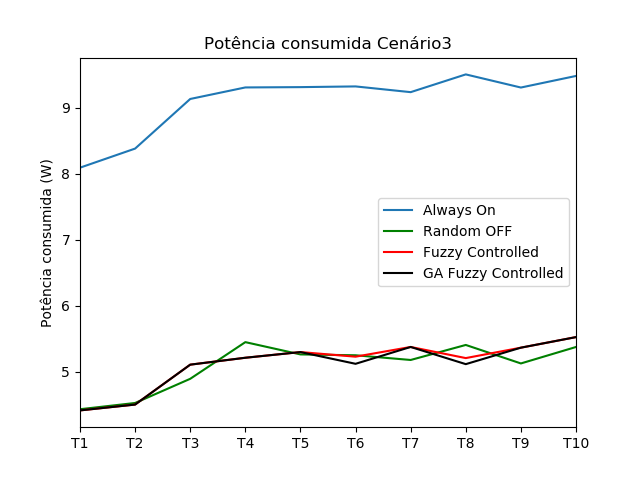 Potência consumida Cenário3
Potência consumida (W)
9
8
7
6
5
Always On
Random OFF
Fuzzy Controlled
GA Fuzzy Controlled
T1 T2 T3 T4 T5 T6 T7 T8 T9 T10